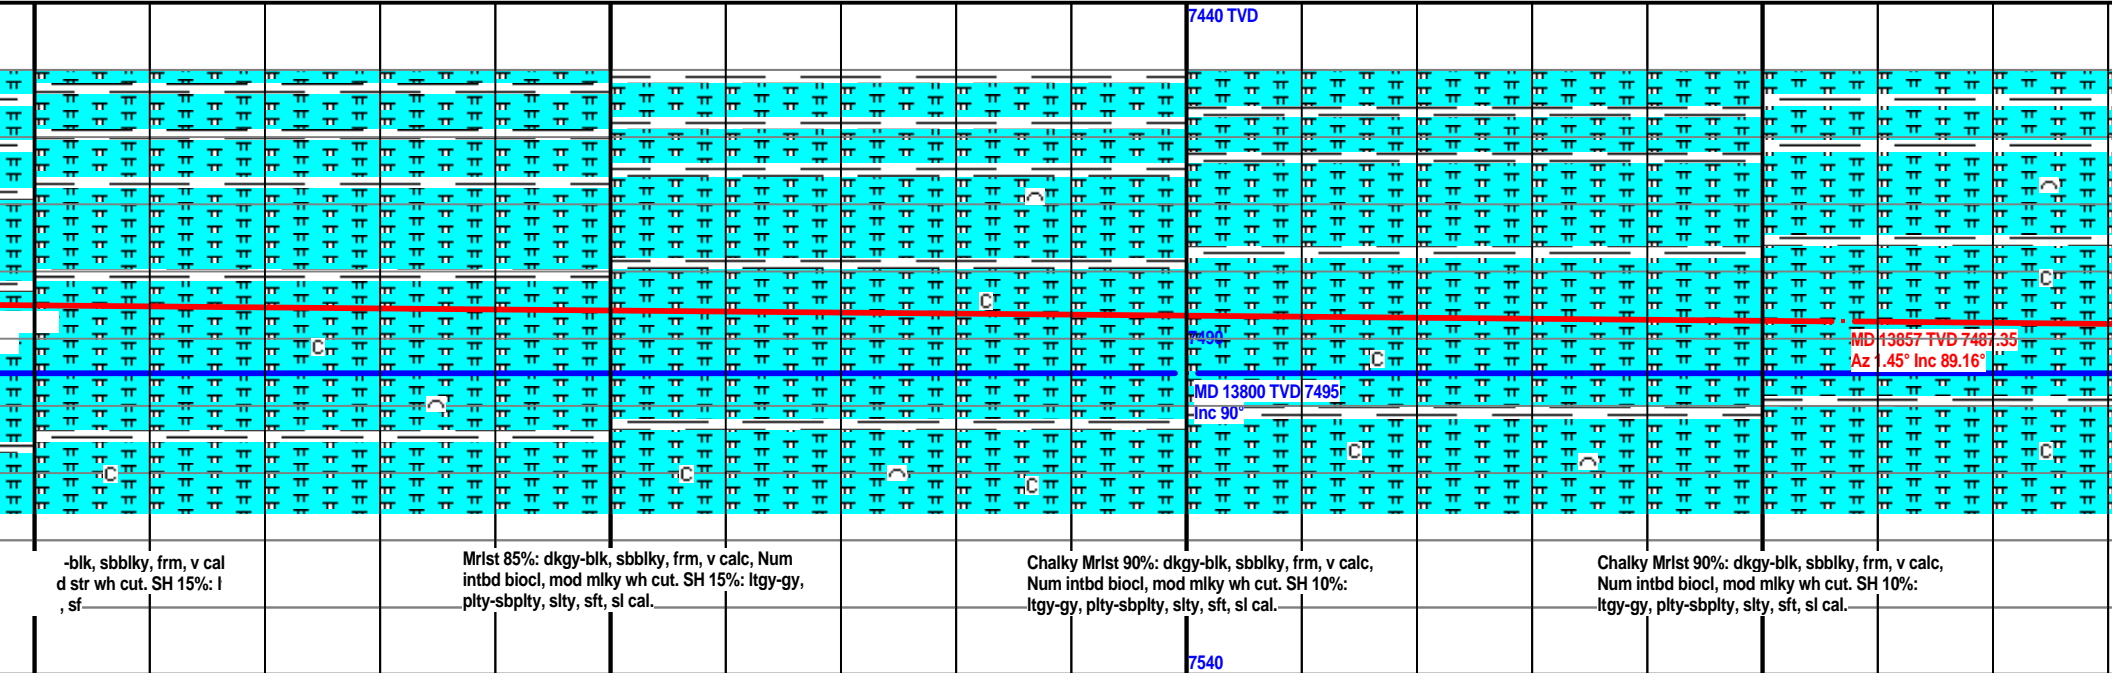 7440 TVD
C
C
C
7490
MD 13857 TVD 7487.35
Az 1.45° Inc 89.16°
C
MD 13800 TVD 7495
Inc 90°
C
C
C
C
C
-blk, sbblky, frm, v cal
d str wh cut. SH 15%: l
, sf
Mrlst 85%: dkgy-blk, sbblky, frm, v calc, Num
intbd biocl, mod mlky wh cut. SH 15%: ltgy-gy,
plty-sbplty, slty, sft, sl cal.
Chalky Mrlst 90%: dkgy-blk, sbblky, frm, v calc,
Num intbd biocl, mod mlky wh cut. SH 10%:
ltgy-gy, plty-sbplty, slty, sft, sl cal.
Chalky Mrlst 90%: dkgy-blk, sbblky, frm, v calc,
Num intbd biocl, mod mlky wh cut. SH 10%:
ltgy-gy, plty-sbplty, slty, sft, sl cal.
7540